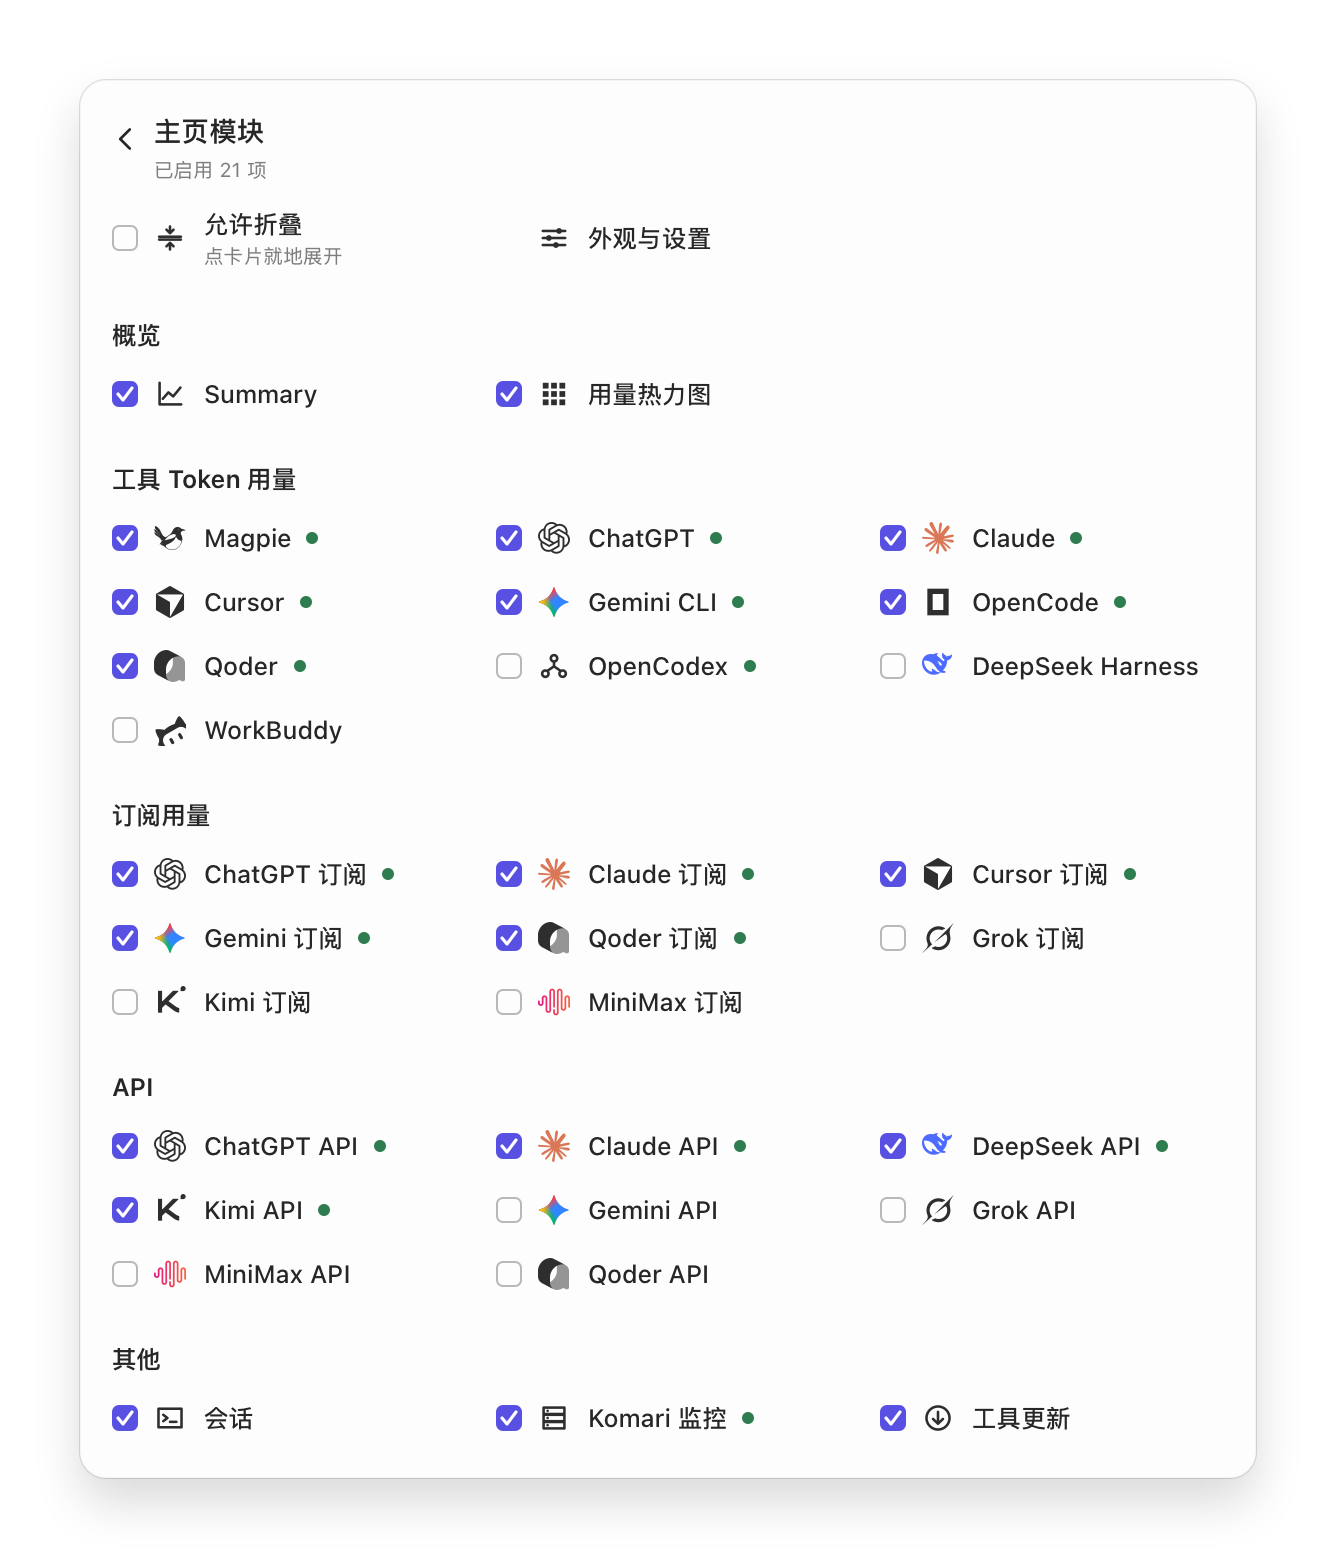 主页模块
已启用 21 项
允许折叠
点卡片就地展开
外观与设置
概览
Summary
用量热力图
工具 Token 用量
Magpie
ChatGPT
Claude
Cursor
Gemini CLI
OpenCode
Qoder
OpenCodex
DeepSeek Harness
WorkBuddy
订阅用量
ChatGPT 订阅
Claude 订阅
Cursor 订阅
Gemini 订阅
Qoder 订阅
Grok 订阅
Kimi 订阅
MiniMax 订阅
API
ChatGPT API
Claude API
DeepSeek API
Kimi API
Gemini API
Grok API
MiniMax API
Qoder API
其他
会话
Komari 监控
工具更新